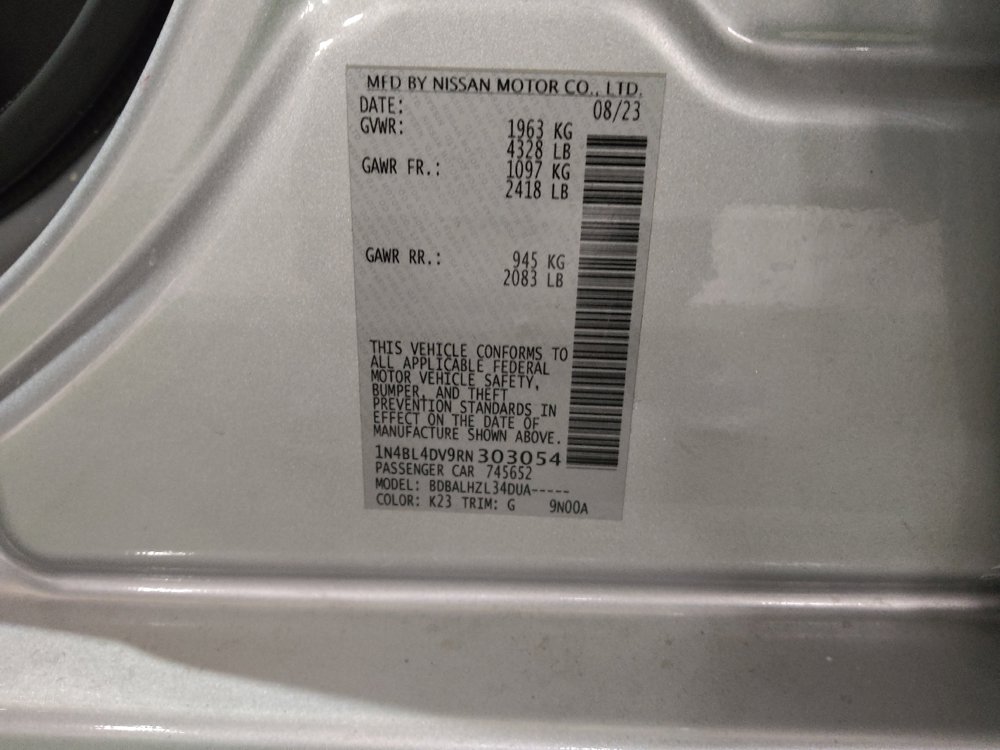 MFD BY NISSAN MOTOR CO., LTD.
DATE: 08/23
GVWR: 1963 KG
4328 LB
GAWR FR.: 1097 KG
2418 LB
GAWR RR.: 945 KG
2083 LB
THIS VEHICLE CONFORMS TO
ALL APPLICABLE FEDERAL
MOTOR VEHICLE SAFETY,
BUMPER, AND THEFT
PREVENTION STANDARDS IN
EFFECT ON THE DATE OF
MANUFACTURE SHOWN ABOVE.
1N4BL4DV9RN303054
PASSENGER CAR 745652
MODEL: BDBALHZL34DUA-----
COLOR: K23 TRIM: G 9N00A